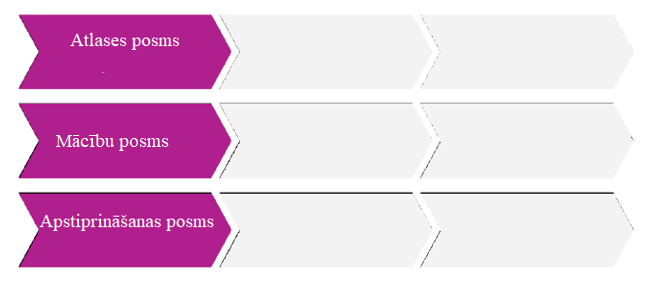 Atlases posms
Mācību posms
Apstiprināšanas posms